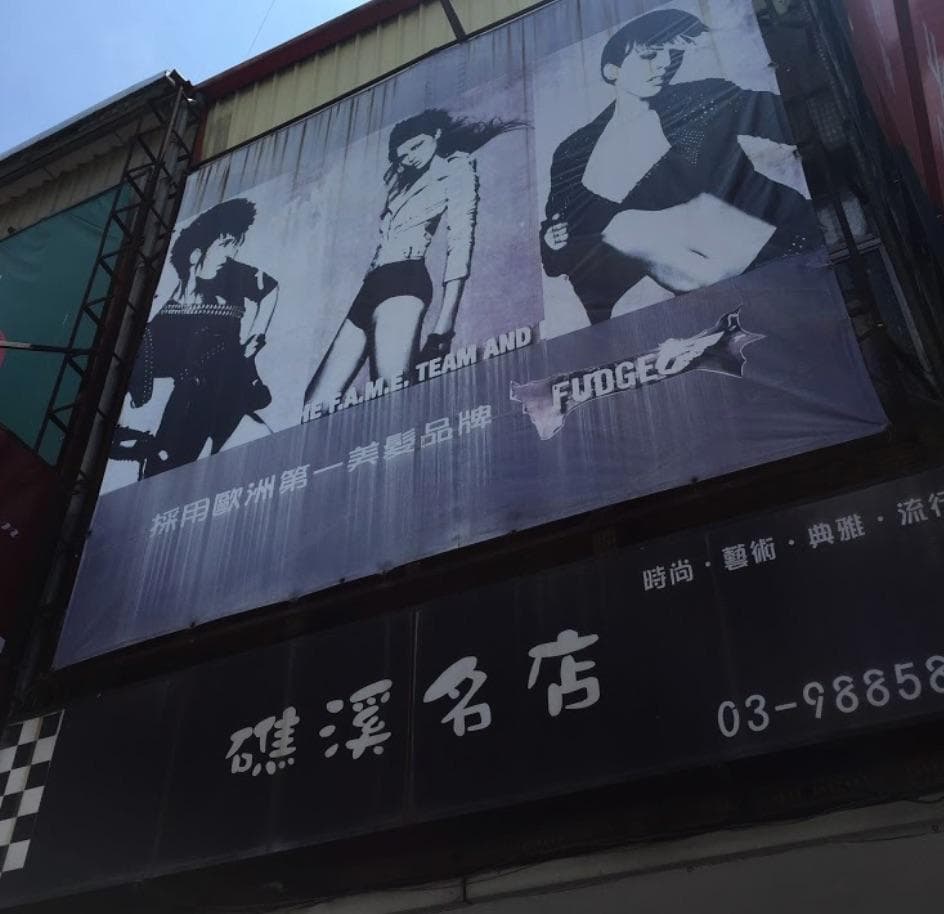 HE F.A.M.E. TEAM AND
FUDGE
採用歐洲第一美髮品牌
時尚·藝術·典雅·流行
礁溪名店
03-98858